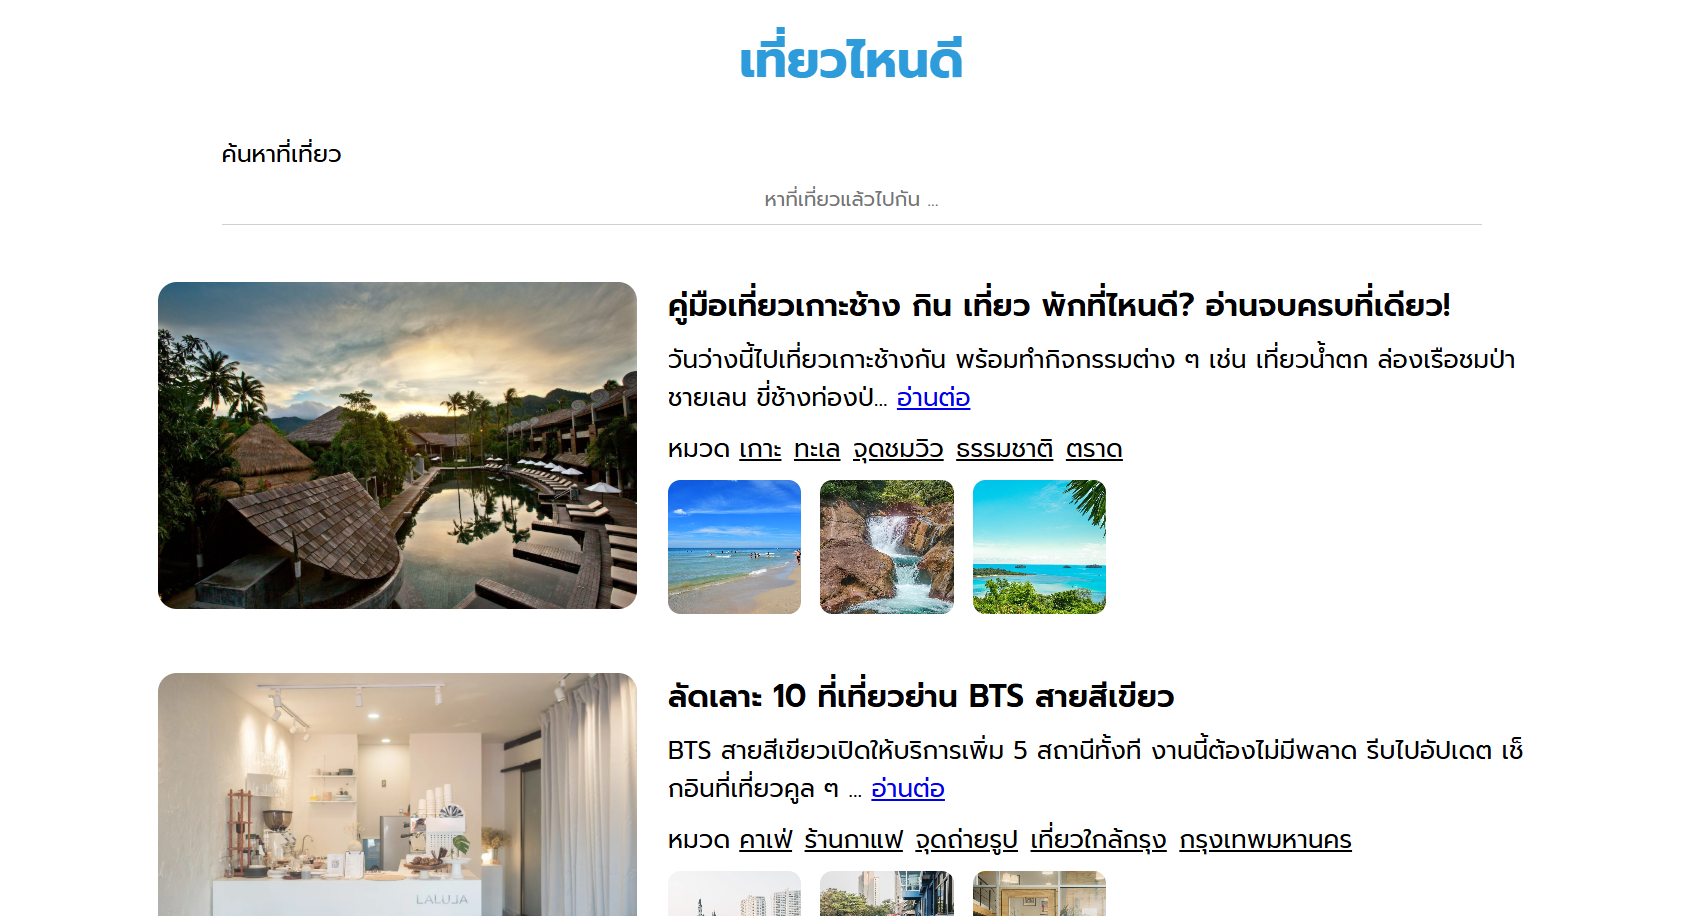 เที่ยวไหนดี
ค้นหาที่เที่ยว
หาที่เที่ยวแล้วไปกัน ...
คู่มือเที่ยวเกาะช้าง กิน เที่ยว พักที่ไหนดี? อ่านจบครบที่เดียว!
วันว่างนี้ไปเที่ยวเกาะช้างกัน พร้อมทำกิจกรรมต่าง ๆ เช่น เที่ยวน้ำตก ล่องเรือชมป่า
ชายเลน ขี่ช้างท่องป่... อ่านต่อ
หมวด เกาะ ทะเล จุดชมวิว ธรรมชาติ ตราด
ลัดเลาะ 10 ที่เที่ยวย่าน BTS สายสีเขียว
BTS สายสีเขียวเปิดให้บริการเพิ่ม 5 สถานีทั้งที งานนี้ต้องไม่มีพลาด รีบไปอัปเดต เช็
กอินที่เที่ยวคูล ๆ ... อ่านต่อ
หมวด คาเฟ่ ร้านกาแฟ จุดถ่ายรูป เที่ยวใกล้กรุง กรุงเทพมหานคร
LALUJA